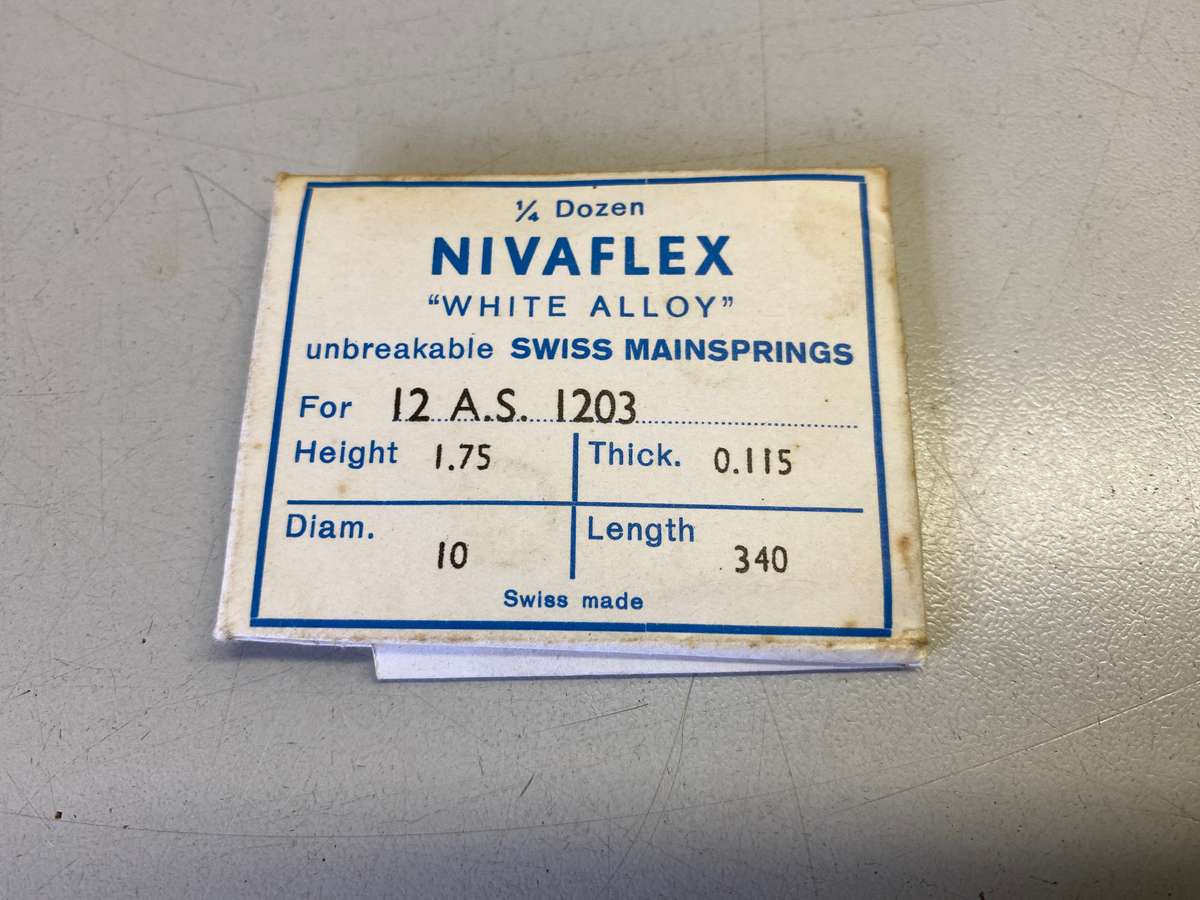 ¼ Dozen
NIVAFLEX
“WHITE ALLOY”
unbreakable SWISS MAINSPRINGS
For 12 A.S. 1203
Height 1.75 Thick. 0.115
Diam. 10 Length 340
Swiss made